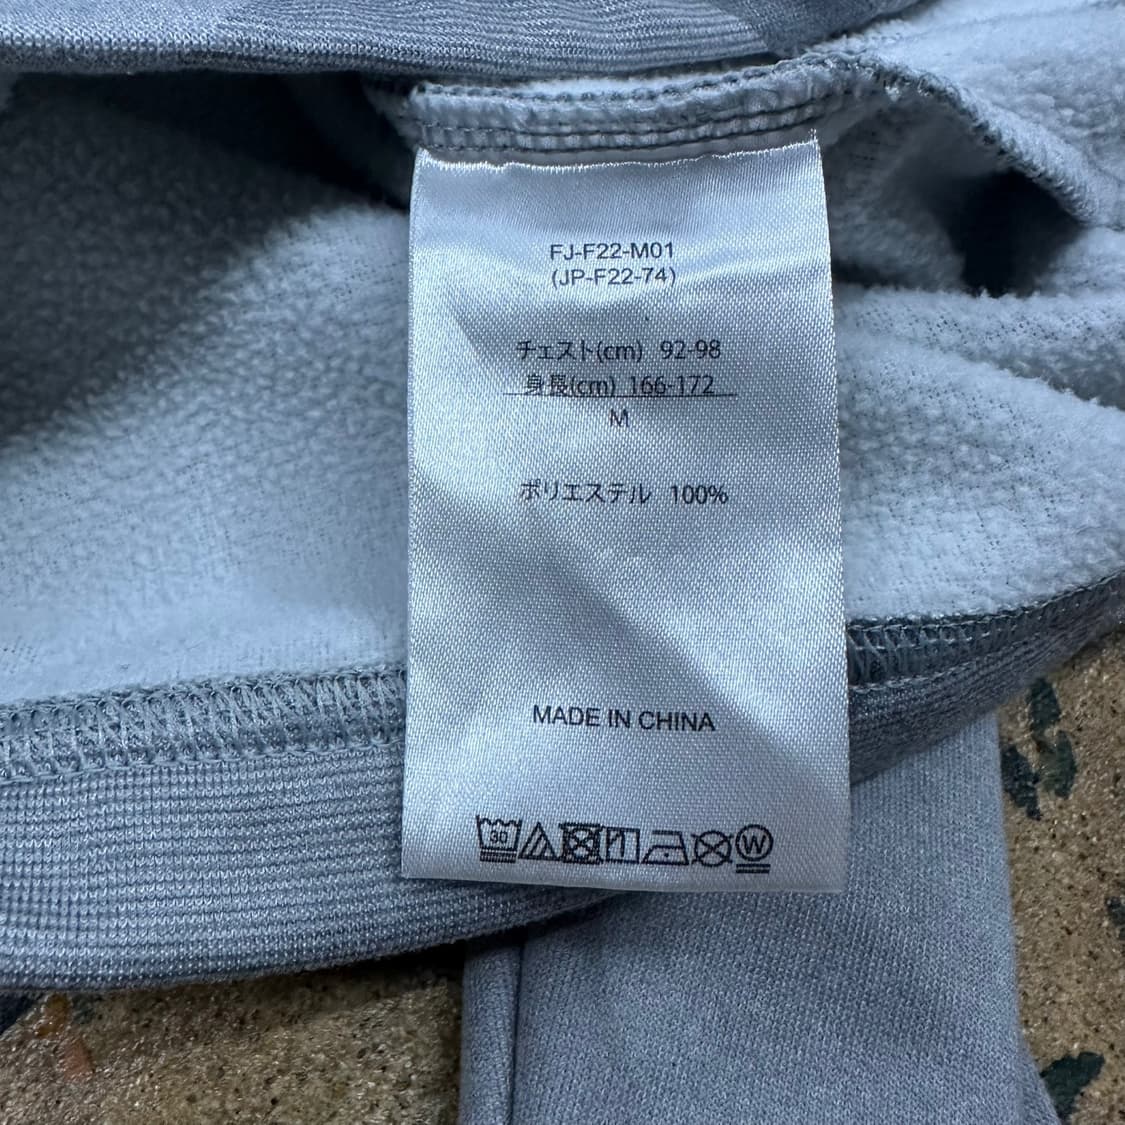 FJ-F22-M01
(JP-F22-74)
チェスト(cm) 92-98
身長(cm) 166-172
M
ポリエステル 100%
MADE IN CHINA
30
W